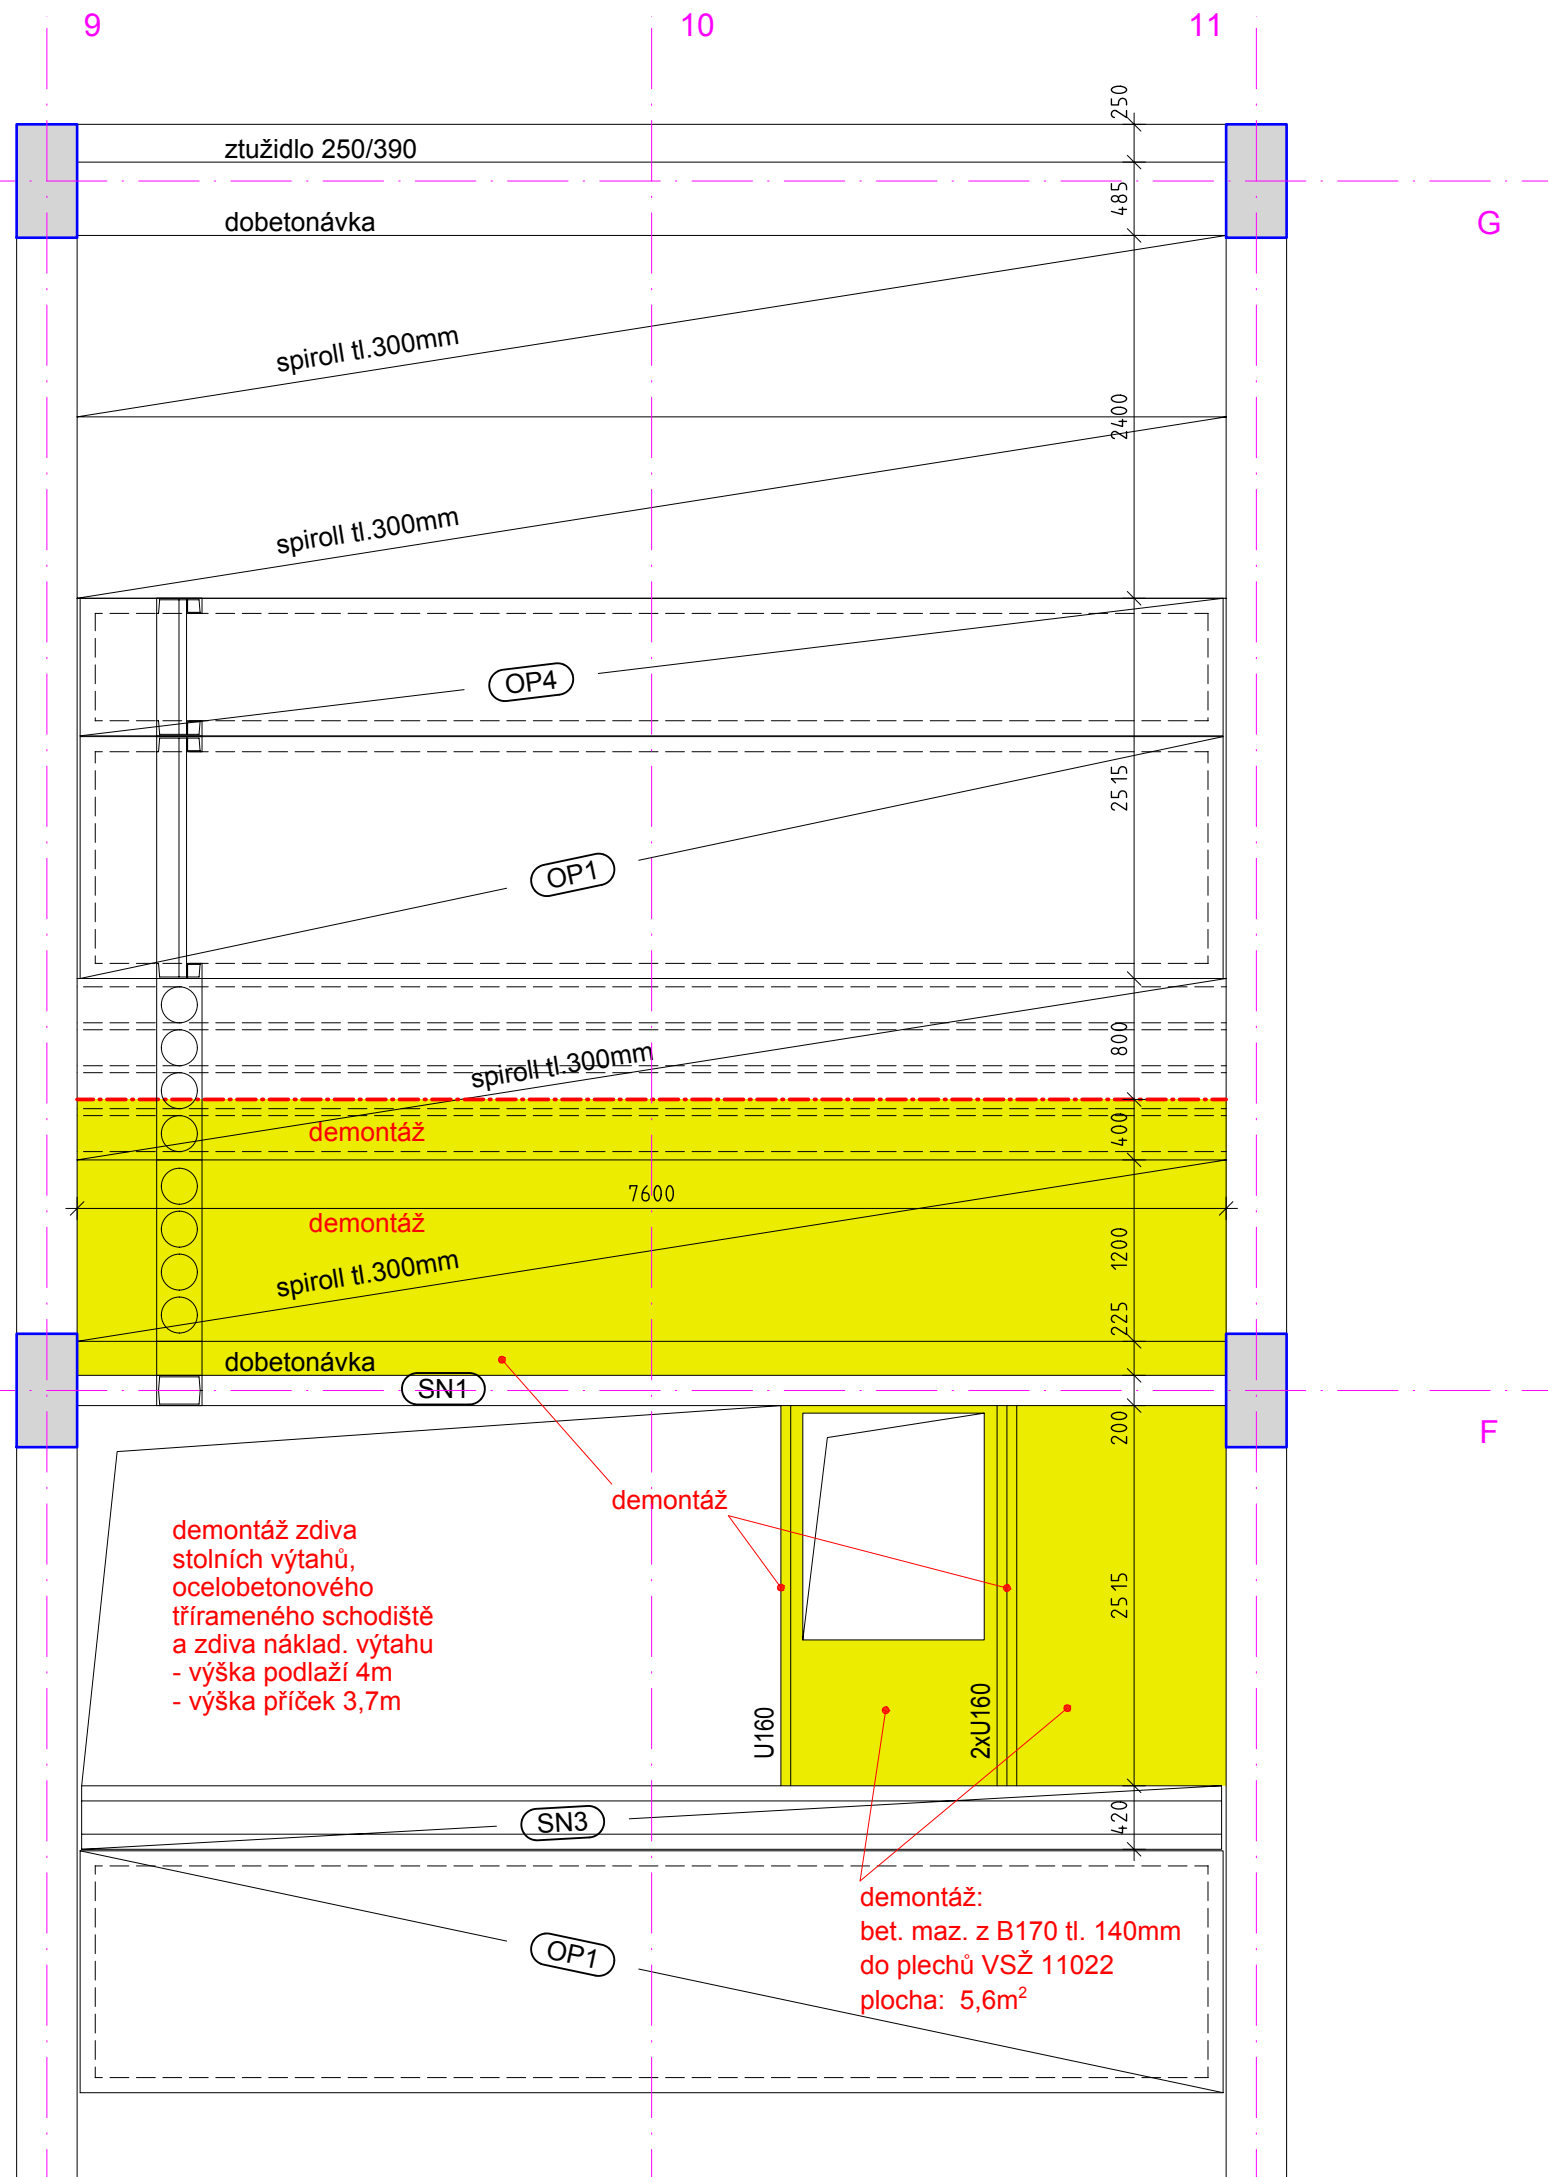 9
10
11
250
ztužidlo 250/390
485
G
dobetonávka
spiroll tl.300mm
2400
spiroll tl.300mm
OP4
2515
OP1
800
spiroll tl.300mm
400
demontáž
7600
demontáž
1200
spiroll tl.300mm
225
dobetonávka
SN1
200
F
demontáž
demontáž zdiva
stolních výtahů,
ocelobetonového
třírameného schodiště
a zdiva náklad. výtahu
- výška podlaží 4m
- výška příček 3,7m
2515
U160
2xU160
SN3
420
demontáž:
bet. maz. z B170 tl. 140mm
do plechů VSŽ 11022
plocha: 5,6m²
OP1